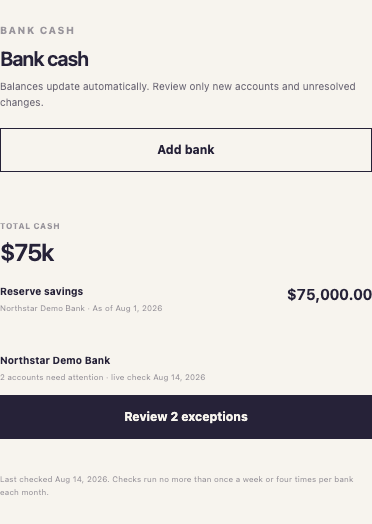 BANK CASH
Bank cash
Balances update automatically. Review only new accounts and unresolved
changes.
Add bank
TOTAL CASH
$75k
Reserve savings
$75,000.00
Northstar Demo Bank · As of Aug 1, 2026
Northstar Demo Bank
2 accounts need attention · live check Aug 14, 2026
Review 2 exceptions
Last checked Aug 14, 2026. Checks run no more than once a week or four times per bank
each month.